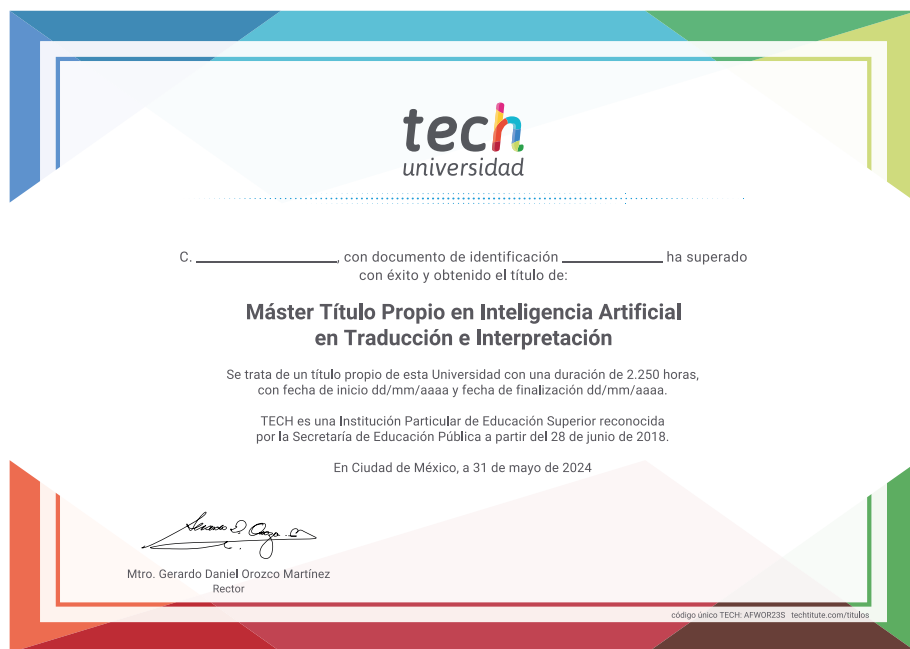 tech
universidad
C. ____________, con documento de identificación ____________ ha superado
con éxito y obtenido el título de:
Máster Título Propio en Inteligencia Artificial
en Traducción e Interpretación
Se trata de un título propio de esta Universidad con una duración de 2.250 horas,
con fecha de inicio dd/mm/aaaa y fecha de finalización dd/mm/aaaa.
TECH es una Institución Particular de Educación Superior reconocida
por la Secretaría de Educación Pública a partir del 28 de junio de 2018.
En Ciudad de México, a 31 de mayo de 2024
Mtro. Gerardo Daniel Orozco Martínez
Rector
código único TECH: AFWOR23S techtitute.com/titulos